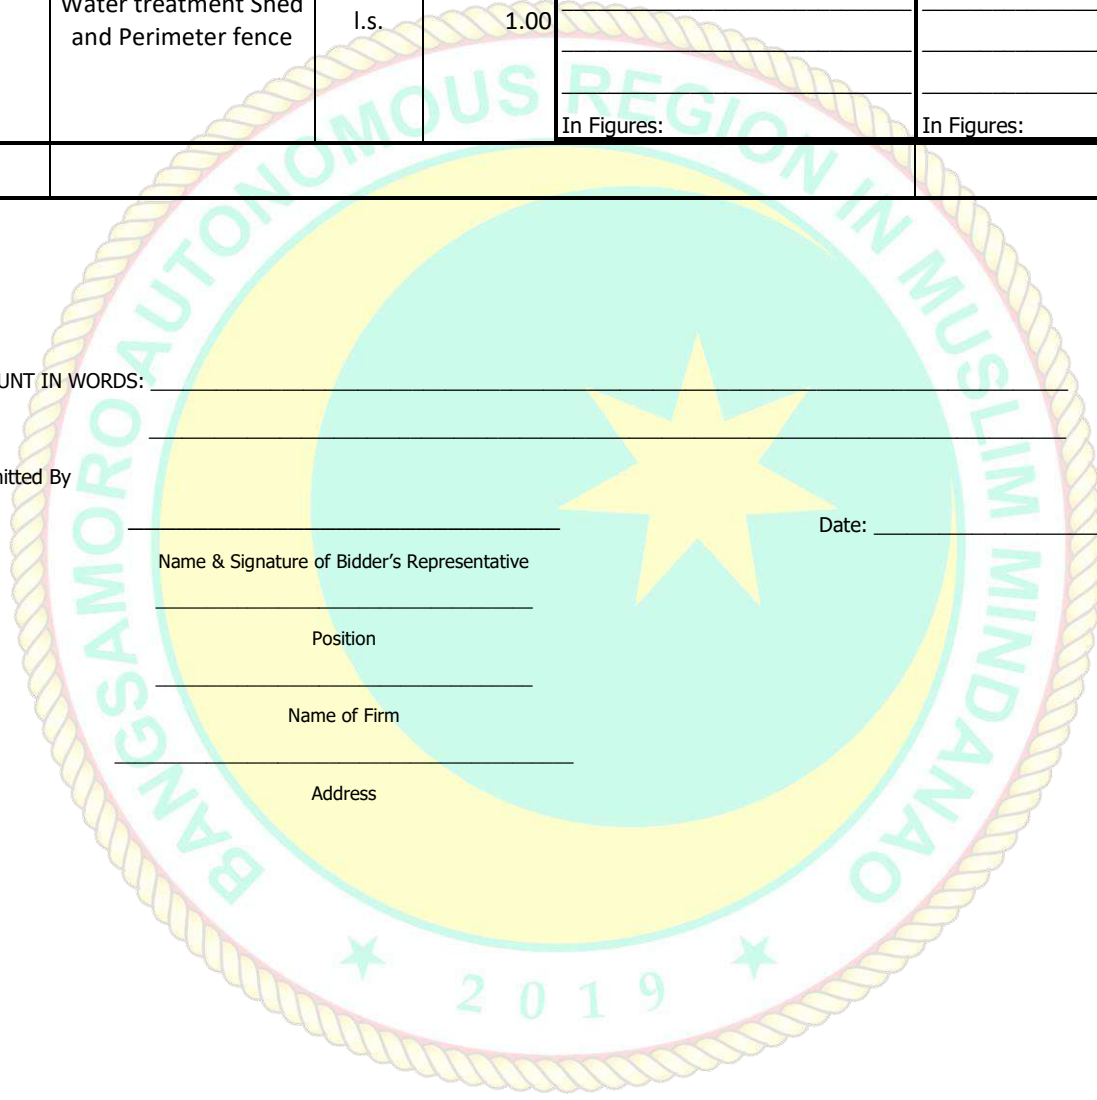 Water treatment Shed
and Perimeter fence
l.s.
1.00
In Figures:
In Figures:
UNT IN WORDS:
itted By
Date:
Name & Signature of Bidder’s Representative
Position
Name of Firm
Address
BANGSAMORO AUTONOMOUS REGION IN MUSLIM MINDANAO
2019